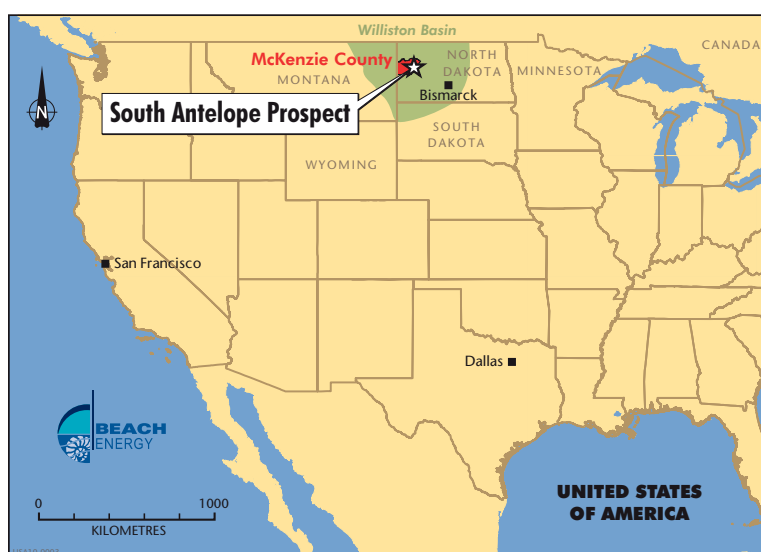 Williston Basin
CANADA
McKenzie County
NORTH
DAKOTA
MONTANA
MINNESOTA
Bismarck
South Antelope Prospect
N
SOUTH
DAKOTA
WYOMING
San Francisco
Dallas
BEACH
ENERGY
UNITED STATES
OF AMERICA
0 1000
KILOMETRES